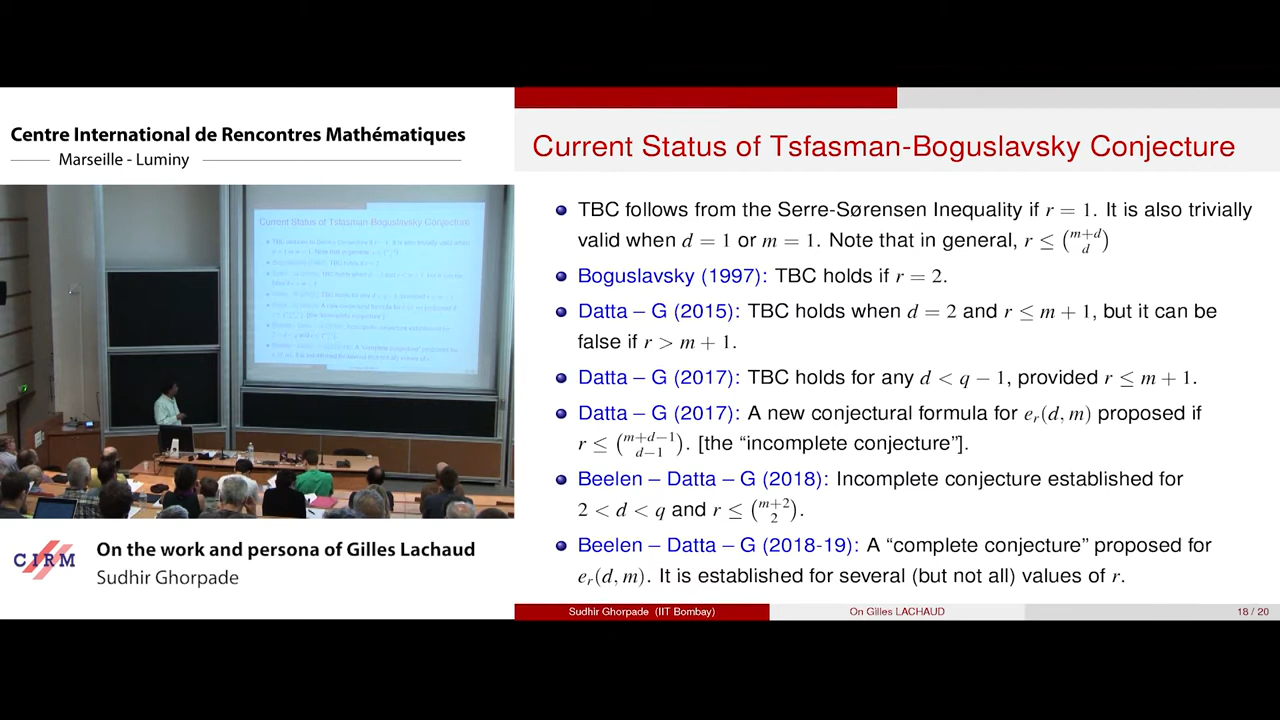 Centre International de Rencontres Mathématiques
Marseille - Luminy
Current Status of Tsfasman-Boguslavsky Conjecture
TBC follows from the Serre-Sørensen Inequality if r = 1. It is also trivially
valid when d = 1 or m = 1. Note that in general, r ≤ (m+d d)
Boguslavsky (1997): TBC holds if r = 2.
Datta – G (2015): TBC holds when d = 2 and r ≤ m + 1, but it can be
false if r > m + 1.
Datta – G (2017): TBC holds for any d < q − 1, provided r ≤ m + 1.
Datta – G (2017): A new conjectural formula for e_r(d, m) proposed if
r ≤ (m+d−1 d−1). [the “incomplete conjecture”].
Beelen – Datta – G (2018): Incomplete conjecture established for
2 < d < q and r ≤ (m+2 2).
Beelen – Datta – G (2018-19): A “complete conjecture” proposed for
e_r(d, m). It is established for several (but not all) values of r.
CIRM
On the work and persona of Gilles Lachaud
Sudhir Ghorpade
Sudhir Ghorpade (IIT Bombay)
On Gilles LACHAUD
18 / 20